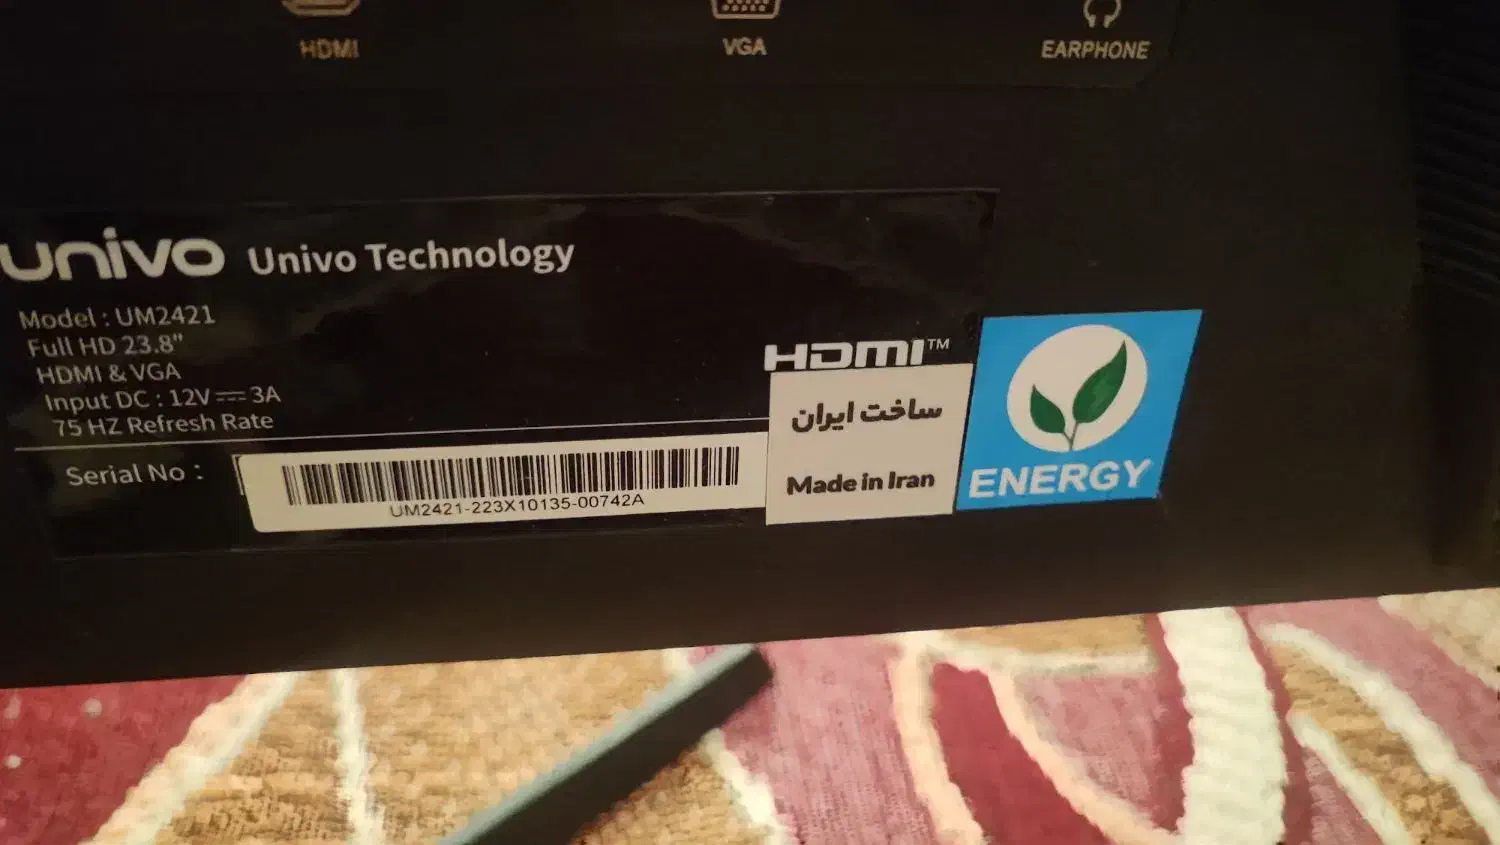 HDMI
VGA
EARPHONE
univo Univo Technology
Model : UM2421
Full HD 23.8"
HDMI & VGA
Input DC : 12V ⎓ 3A
75 HZ Refresh Rate
Serial No :
UM2421-223X10135-00742A
HDMI™
ساخت ایران
Made in Iran
ENERGY